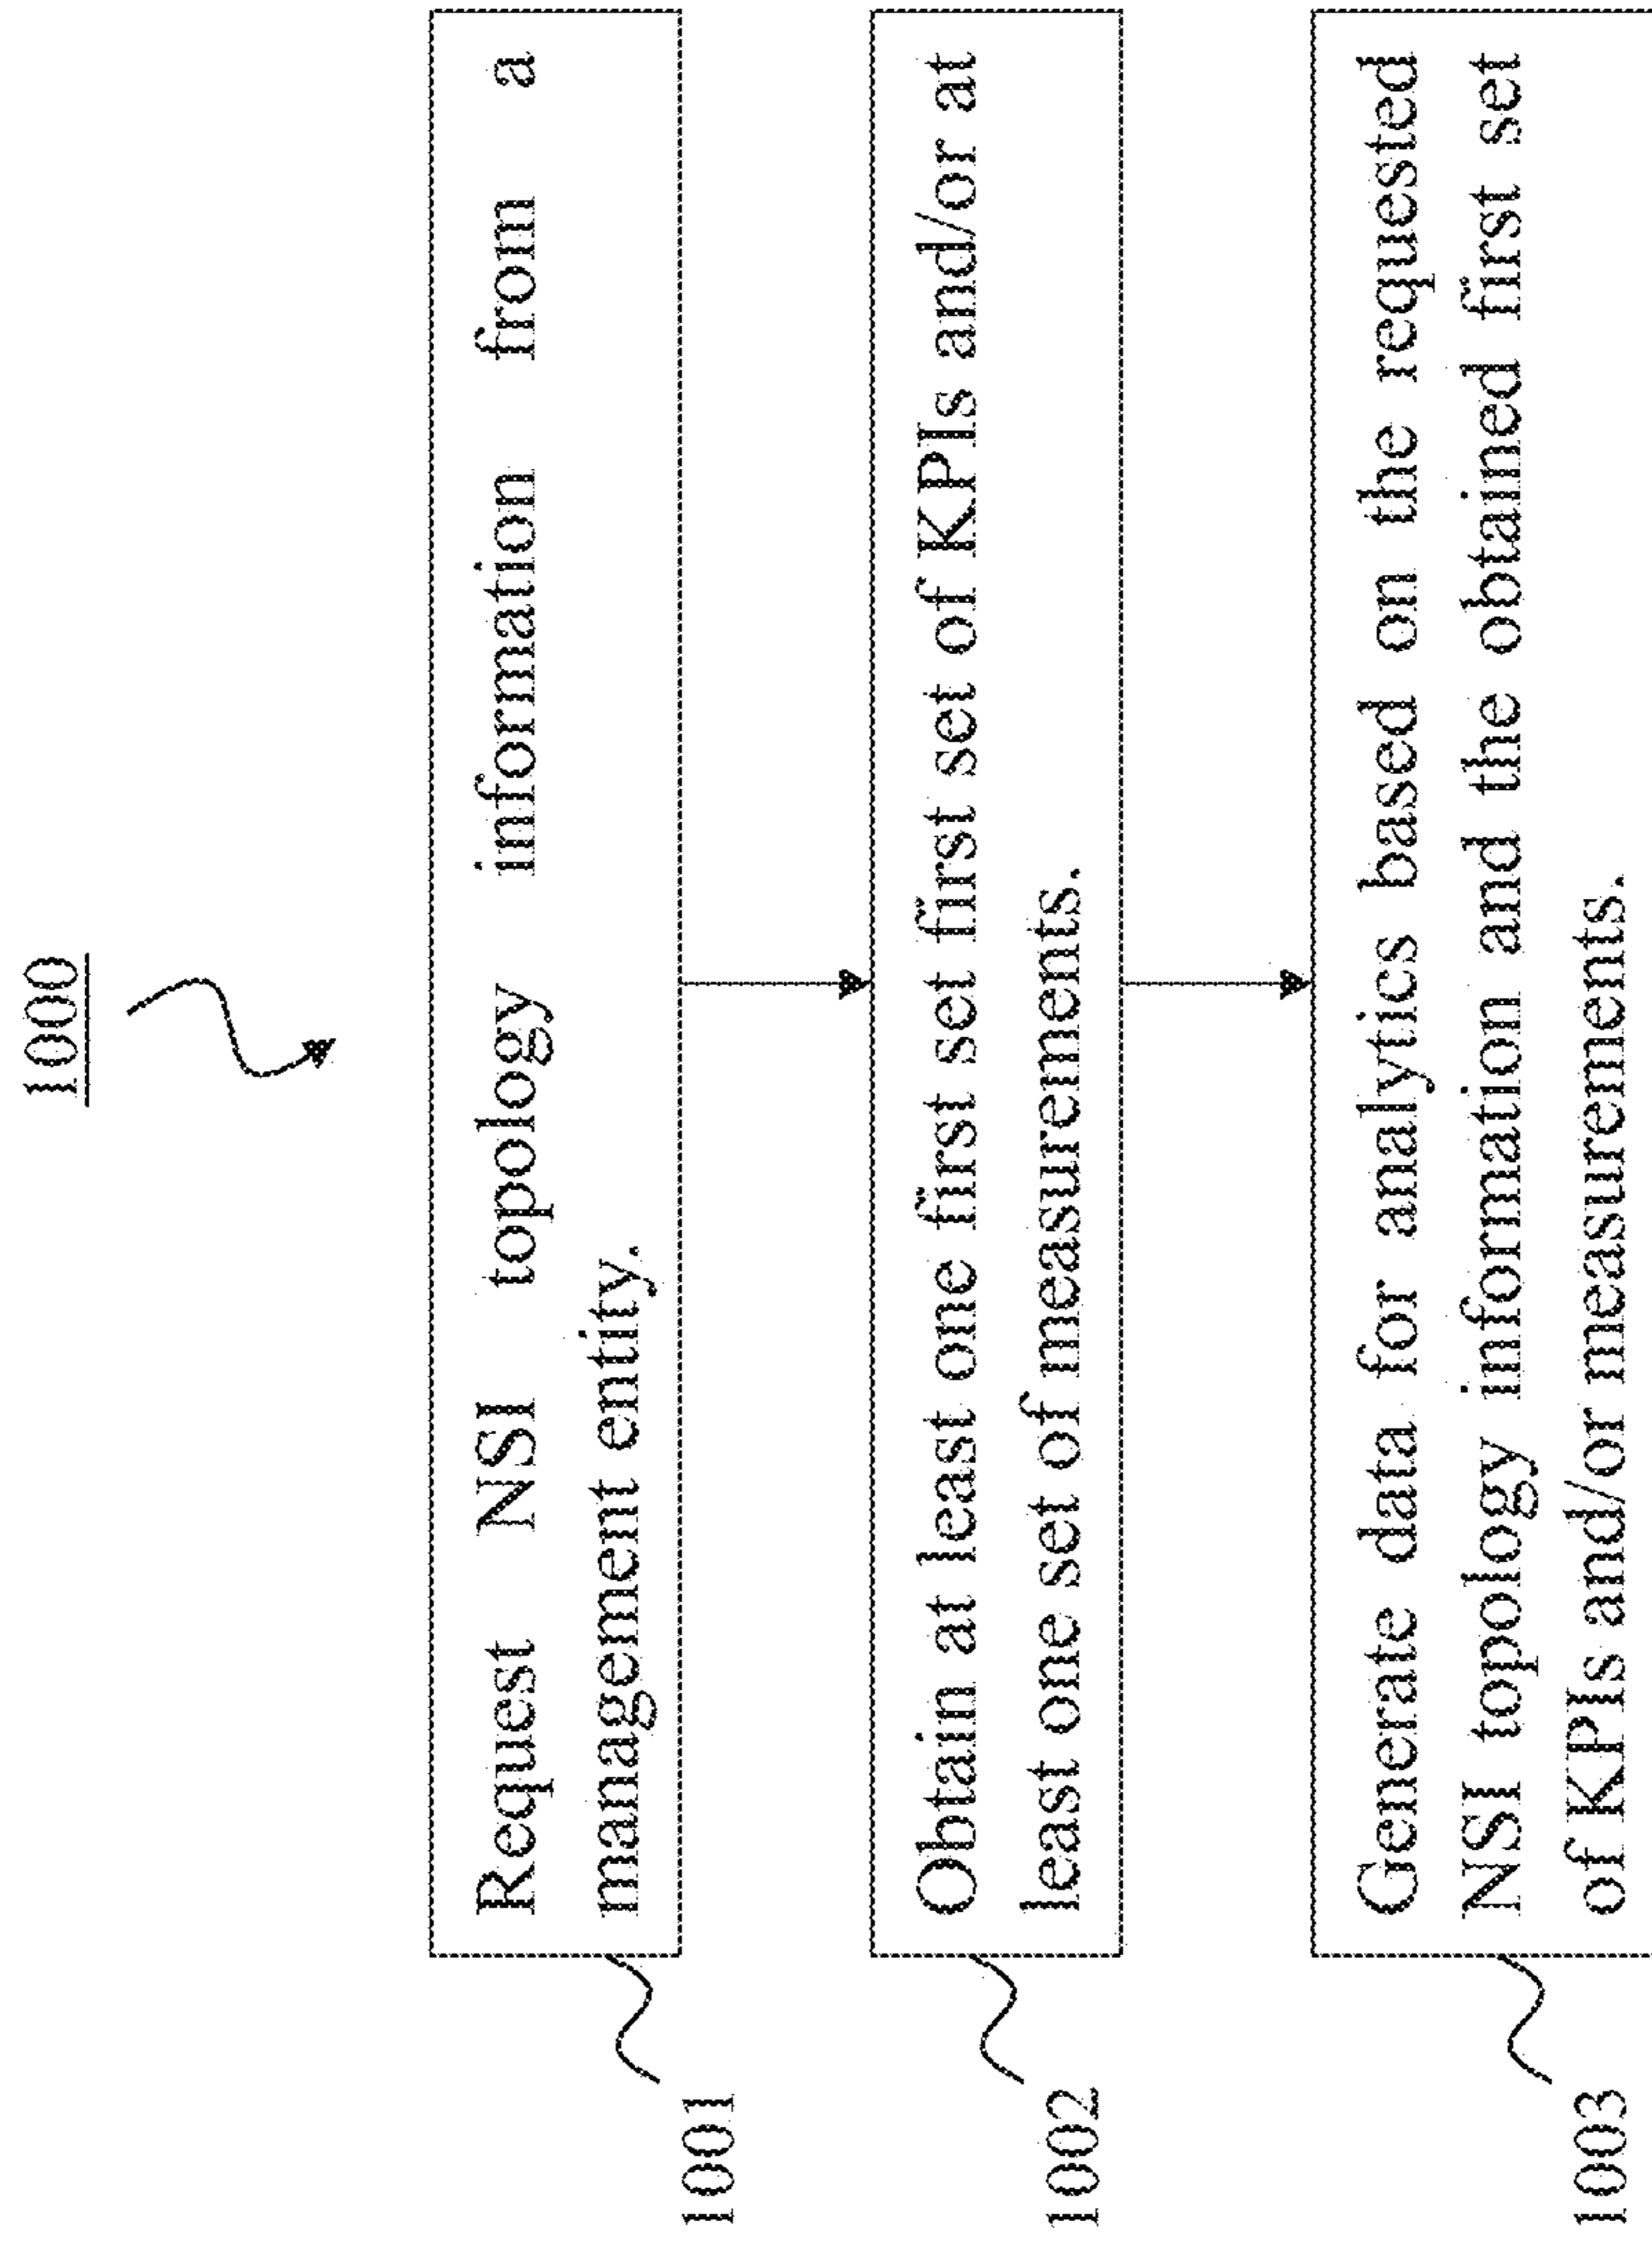 1000
1001
Request NSI topology information from a
management entity.
1002
Obtain at least one first set first set of KPIs and/or at
least one set of measurements.
1003
Generate data for analytics based on the requested
NSI topology information and the obtained first set
of KPIs and/or measurements.